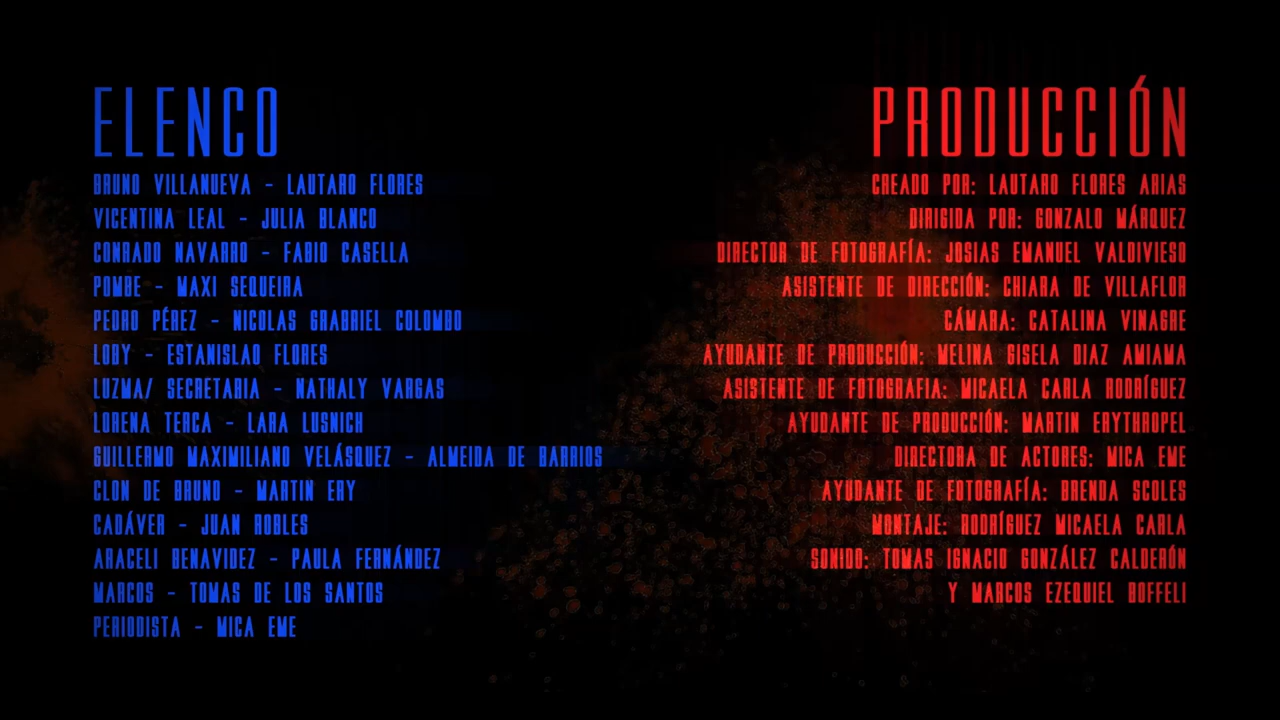 ELENCO
BRUNO VILLANUEVA - LAUTARO FLORES
VICENTINA LEAL - JULIA BLANCO
CONRADO NAVARRO - FABIO CASELLA
POMBE - MAXI SEQUEIRA
PEDRO PÉREZ - NICOLAS GRABRIEL COLOMBO
LOBY - ESTANISLAO FLORES
LUZMA/ SECRETARIA - NATHALY VARGAS
LORENA TERCA - LARA LUSNICH
GUILLERMO MAXIMILIANO VELÁSQUEZ - ALMEIDA DE BARRIOS
CLON DE BRUNO - MARTIN ERY
CADÁVER - JUAN ROBLES
ARACELI BENAVIDEZ - PAULA FERNÁNDEZ
MARCOS - TOMAS DE LOS SANTOS
PERIODISTA - MICA EME
PRODUCCIÓN
CREADO POR: LAUTARO FLORES ARIAS
DIRIGIDA POR: GONZALO MÁRQUEZ
DIRECTOR DE FOTOGRAFÍA: JOSIAS EMANUEL VALDIVIESO
ASISTENTE DE DIRECCIÓN: CHIARA DE VILLAFLOR
CÁMARA: CATALINA VINAGRE
AYUDANTE DE PRODUCCIÓN: MELINA GISELA DIAZ AMIAMA
ASISTENTE DE FOTOGRAFIA: MICAELA CARLA RODRÍGUEZ
AYUDANTE DE PRODUCCIÓN: MARTIN ERYTHROPEL
DIRECTORA DE ACTORES: MICA EME
AYUDANTE DE FOTOGRAFÍA: BRENDA SCOLES
MONTAJE: RODRÍGUEZ MICAELA CARLA
SONIDO: TOMAS IGNACIO GONZÁLEZ CALDERÓN
Y MARCOS EZEQUIEL BOFFELI